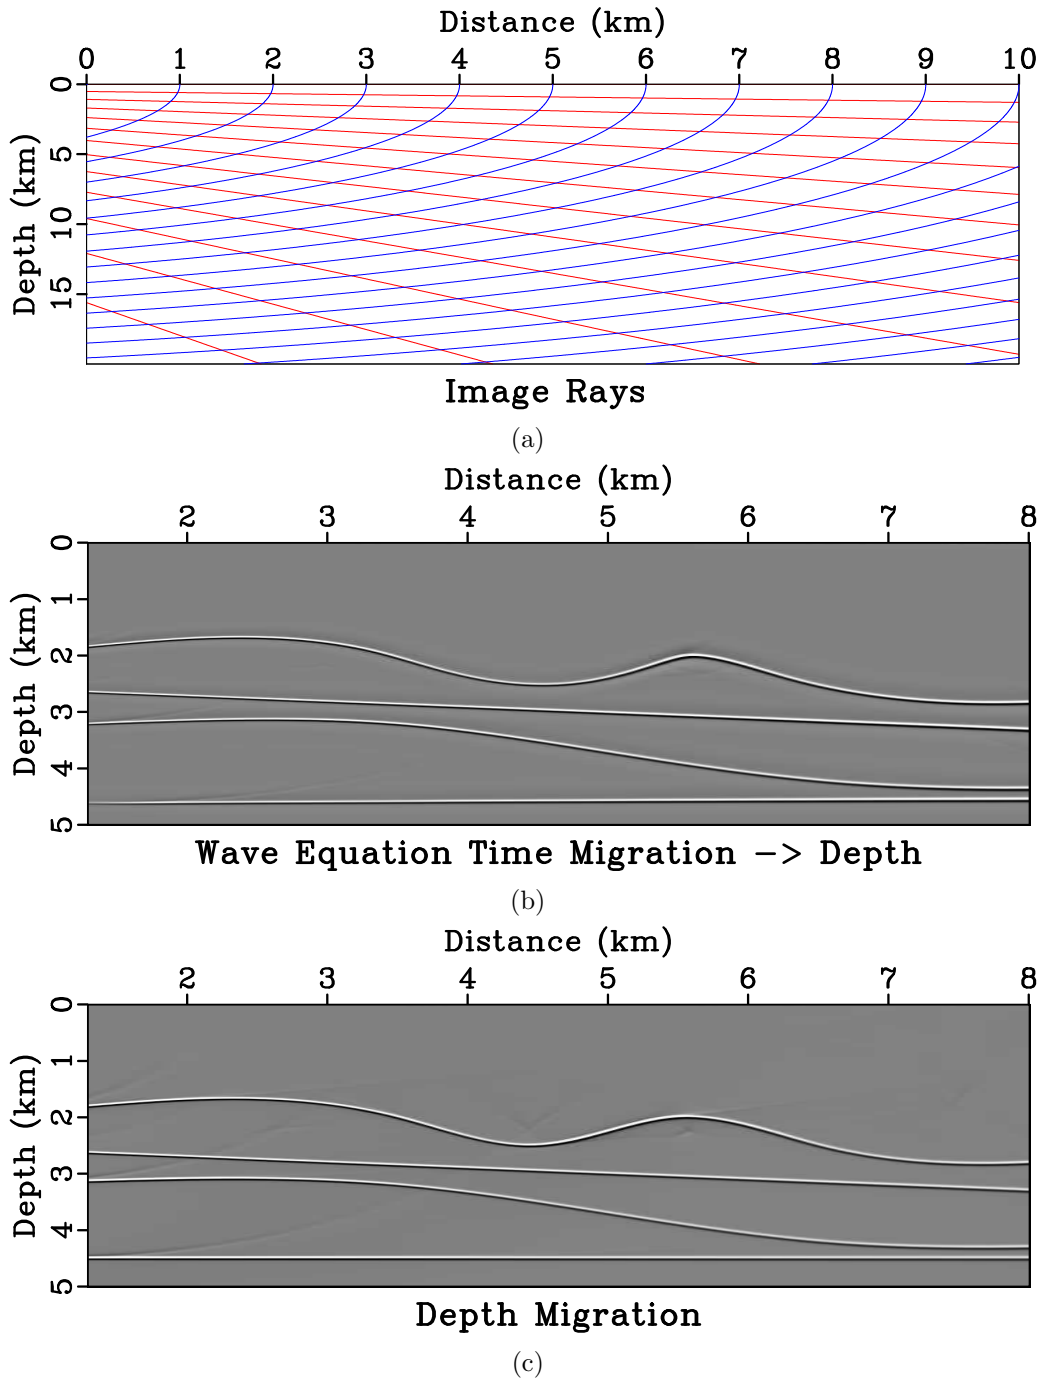 Distance (km)
0 1 2 3 4 5 6 7 8 9 10
Depth (km)
0
5
10
15
Image Rays
(a)
Distance (km)
2 3 4 5 6 7 8
Depth (km)
0
1
2
3
4
5
Wave Equation Time Migration -> Depth
(b)
Distance (km)
2 3 4 5 6 7 8
Depth (km)
0
1
2
3
4
5
Depth Migration
(c)